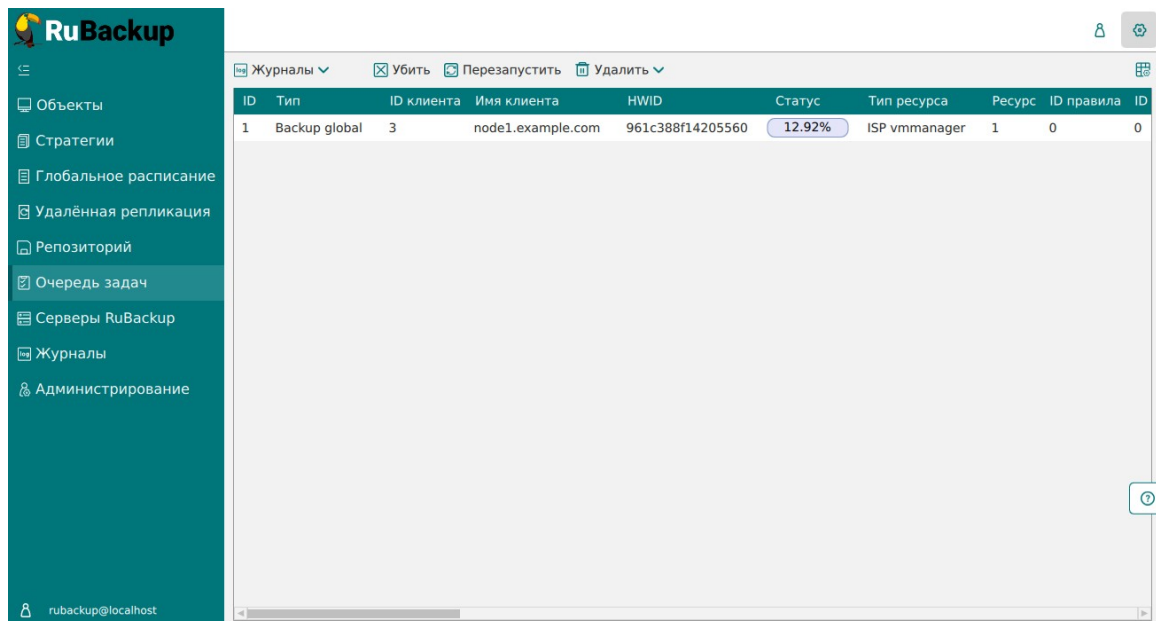 RuBackup
Журналы Убить Перезапустить Удалить
Объекты
Стратегии
Глобальное расписание
Удалённая репликация
Репозиторий
Очередь задач
Серверы RuBackup
log Журналы
Администрирование
rubackup@localhost
ID Тип ID клиента Имя клиента HWID Статус Тип ресурса Ресурс ID правила ID
1 Backup global 3 node1.example.com 961c388f14205560 12.92% ISP vmmanager 1 0 0